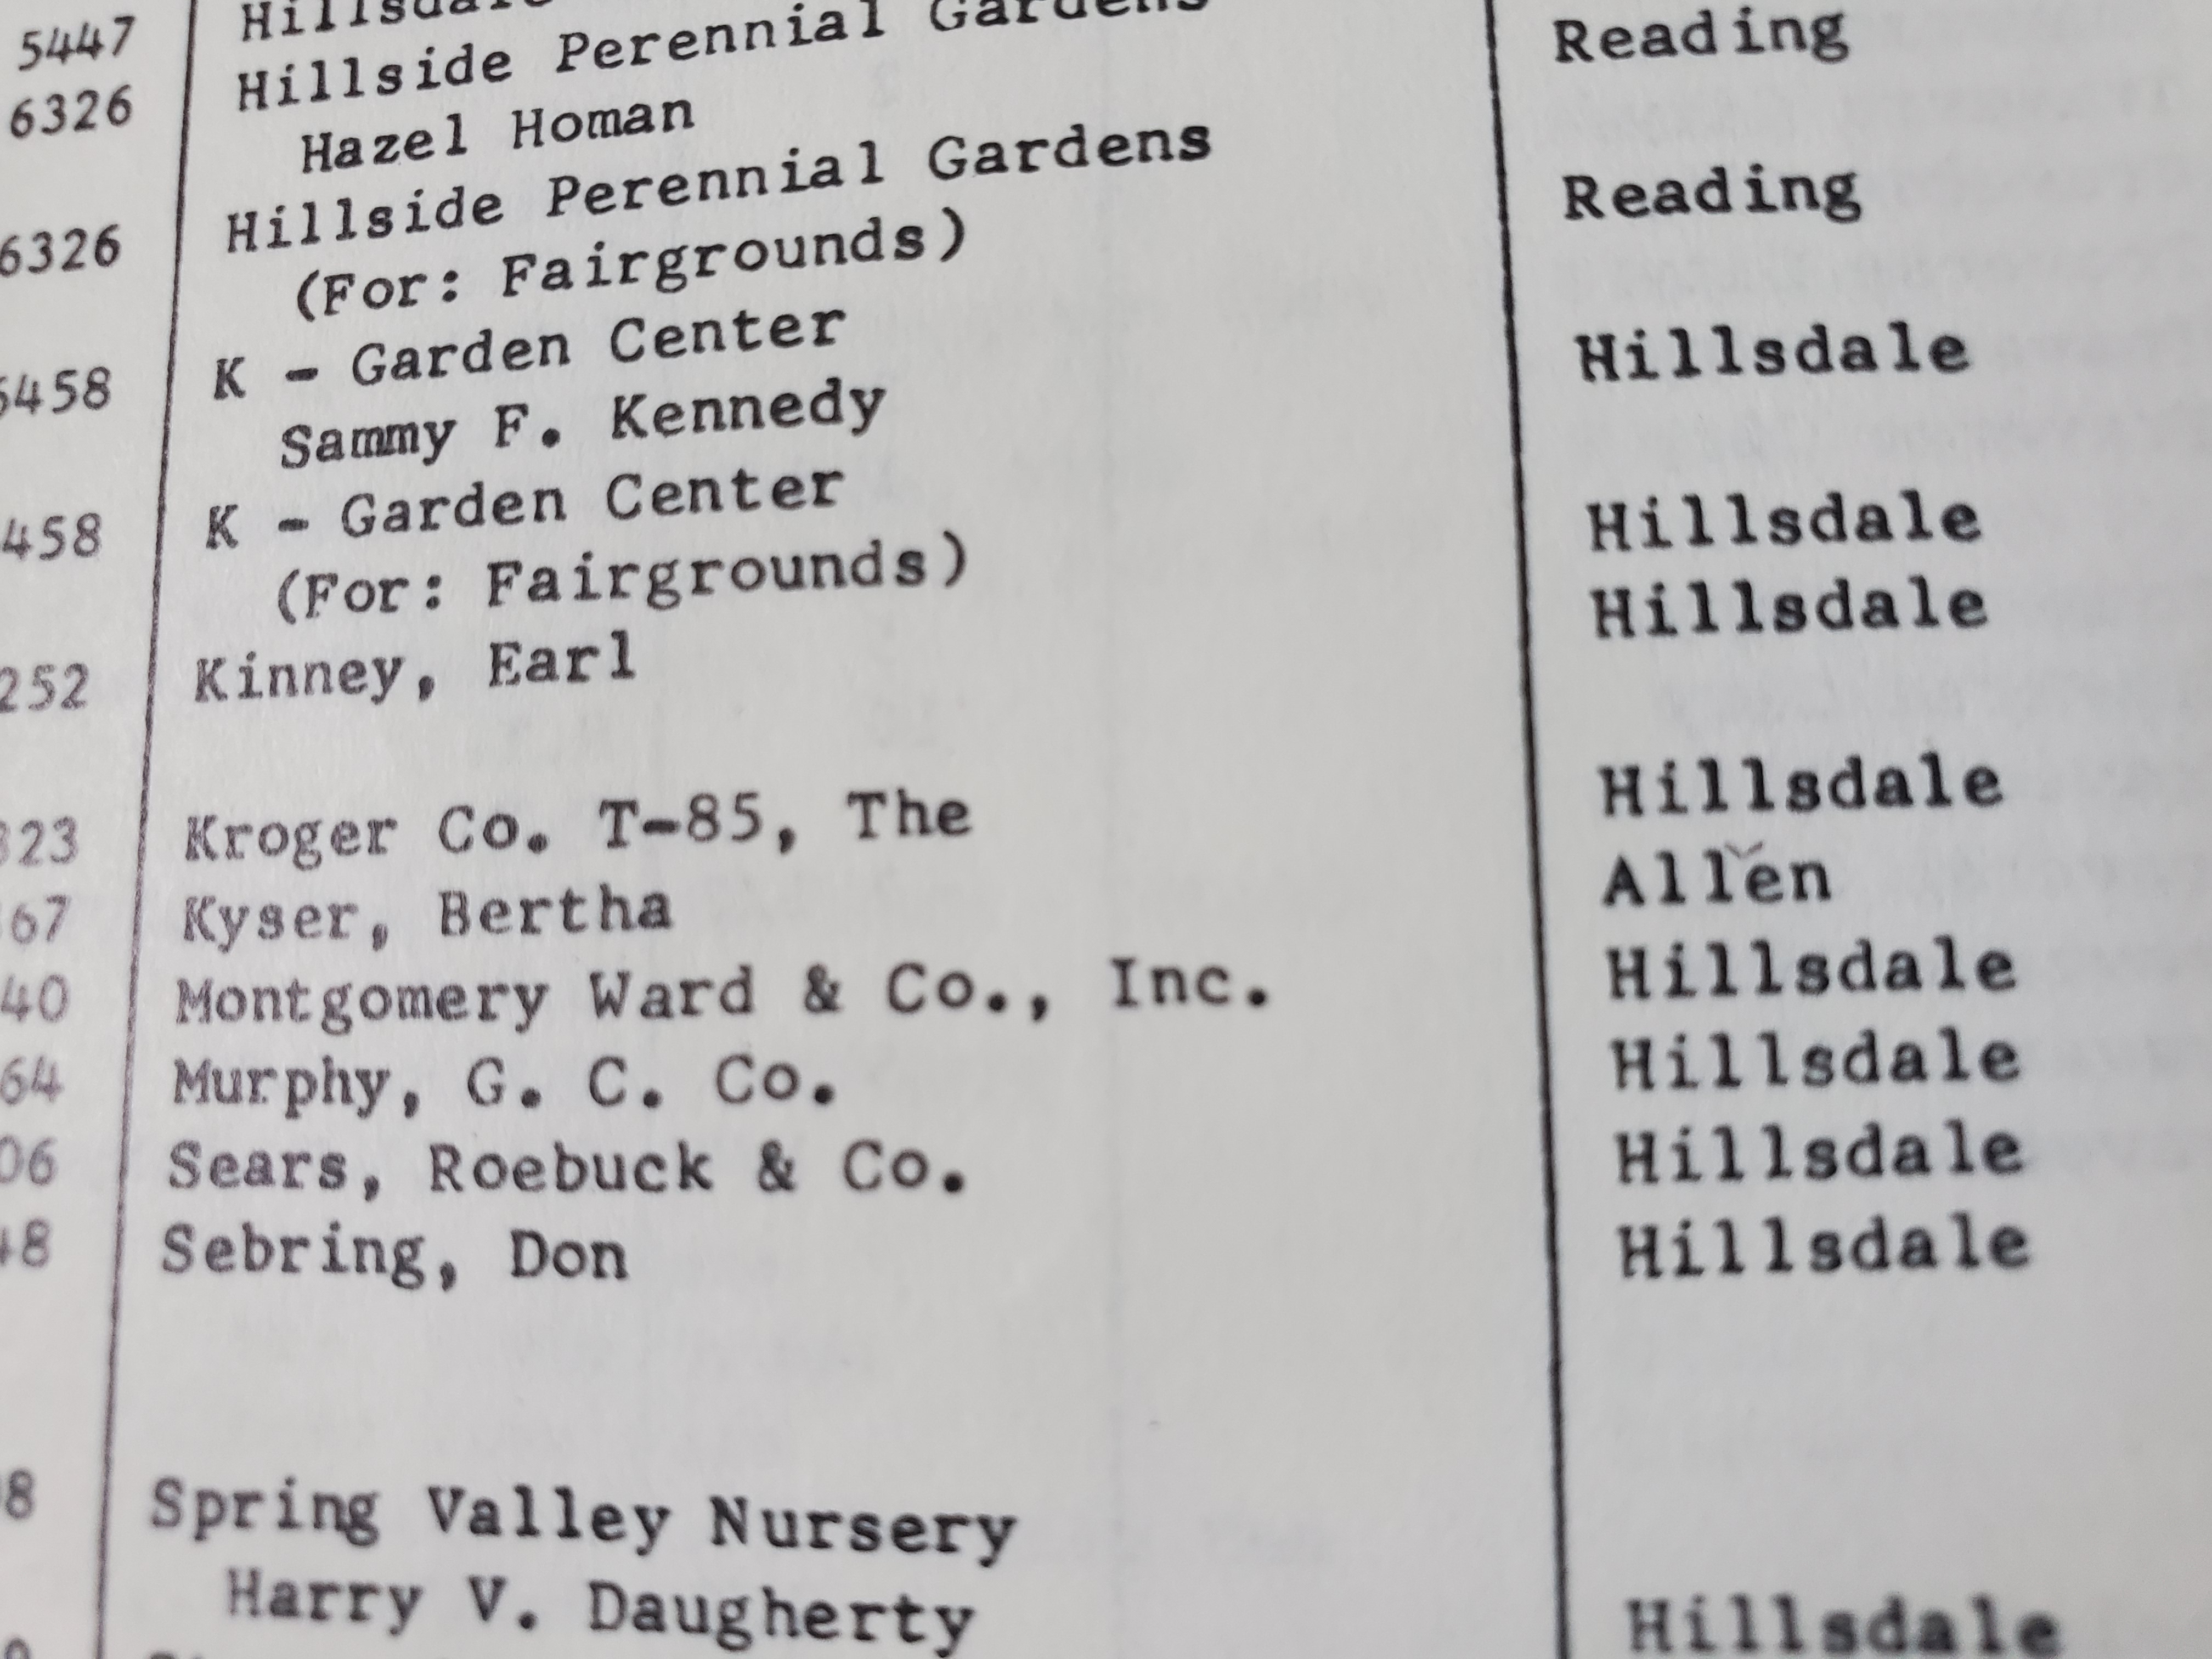 5447
6326 Hillside Perennial Gardens Reading
Hazel Homan
6326 Hillside Perennial Gardens Reading
(For: Fairgrounds)
6458 K - Garden Center Hillsdale
Sammy F. Kennedy
458 K - Garden Center Hillsdale
(For: Fairgrounds)
252 Kinney, Earl Hillsdale
323 Kroger Co. T-85, The Hillsdale
67 Kyser, Bertha Allen
40 Montgomery Ward & Co., Inc. Hillsdale
64 Murphy, G. C. Co. Hillsdale
06 Sears, Roebuck & Co. Hillsdale
48 Sebring, Don Hillsdale
8 Spring Valley Nursery
Harry V. Daugherty Hillsdale